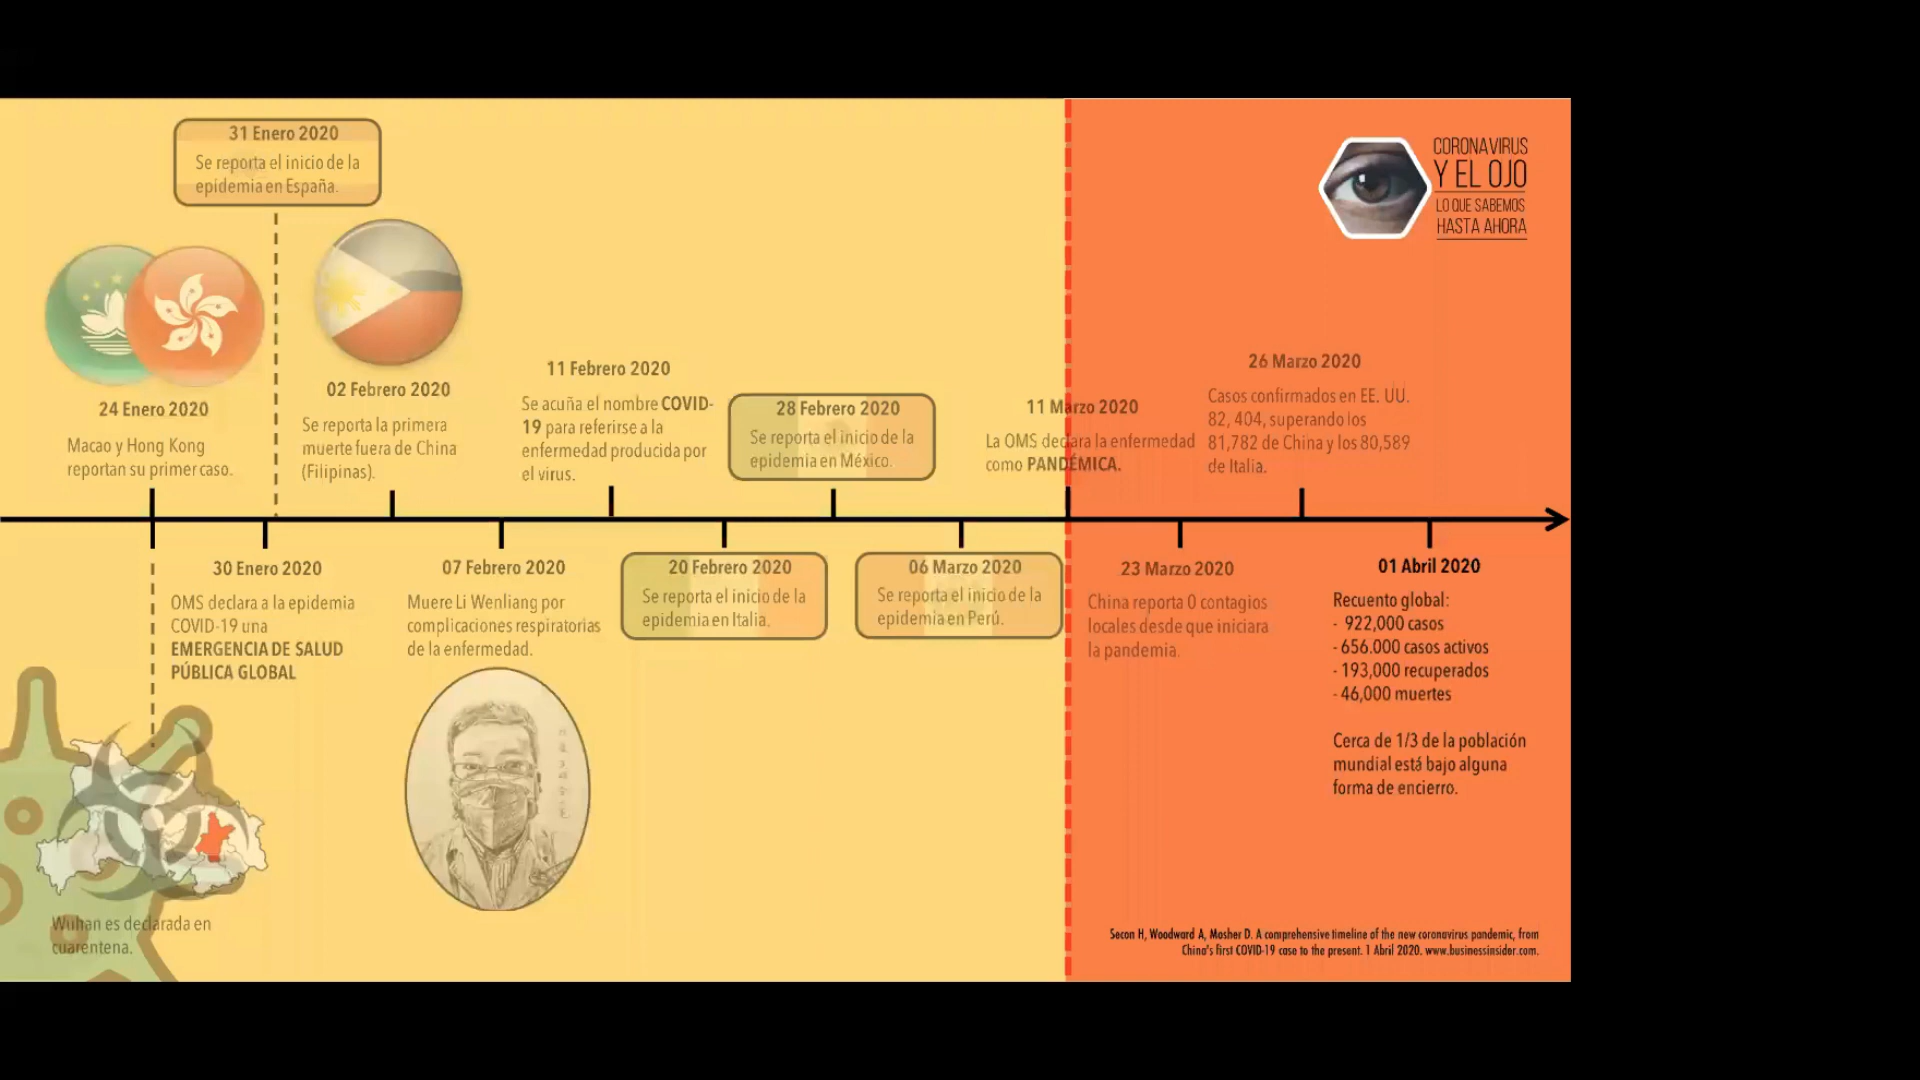 31 Enero 2020
Se reporta el inicio de la
epidemia en España.
CORONAVIRUS
Y EL OJO
LO QUE SABEMOS
HASTA AHORA
24 Enero 2020
Macao y Hong Kong
reportan su primer caso.
02 Febrero 2020
Se reporta la primera
muerte fuera de China
(Filipinas).
11 Febrero 2020
Se acuña el nombre COVID-
19 para referirse a la
enfermedad producida por
el virus.
28 Febrero 2020
Se reporta el inicio de la
epidemia en México.
11 Marzo 2020
La OMS declara la enfermedad
como PANDÉMICA.
26 Marzo 2020
Casos confirmados en EE. UU.
82, 404, superando los
81,782 de China y los 80,589
de Italia.
30 Enero 2020
OMS declara a la epidemia
COVID-19 una
EMERGENCIA DE SALUD
PÚBLICA GLOBAL
07 Febrero 2020
Muere Li Wenliang por
complicaciones respiratorias
de la enfermedad.
20 Febrero 2020
Se reporta el inicio de la
epidemia en Italia.
06 Marzo 2020
Se reporta el inicio de la
epidemia en Perú.
23 Marzo 2020
China reporta 0 contagios
locales desde que iniciara
la pandemia.
01 Abril 2020
Recuento global:
- 922,000 casos
- 656.000 casos activos
- 193,000 recuperados
- 46,000 muertes
Cerca de 1/3 de la población
mundial está bajo alguna
forma de encierro.
Wuhan es declarada en
cuarentena.
Secon H, Woodward A, Mosher D. A comprehensive timeline of the new coronavirus pandemic, from
China's first COVID-19 case to the present. 1 Abril 2020. www.businessinsider.com.